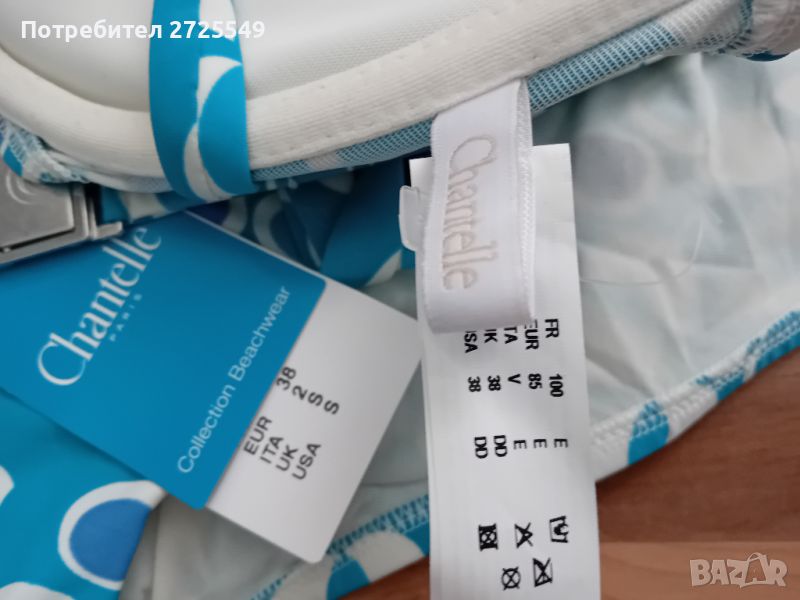 Потребител 2725549
Chantelle
Chantelle
PARIS
Collection Beachwear
EUR 38
ITA 2
UK S
USA S
FR 100 E
EUR 85 E
ITA V E
UK 38 DD
USA 38 DD
BAZAR